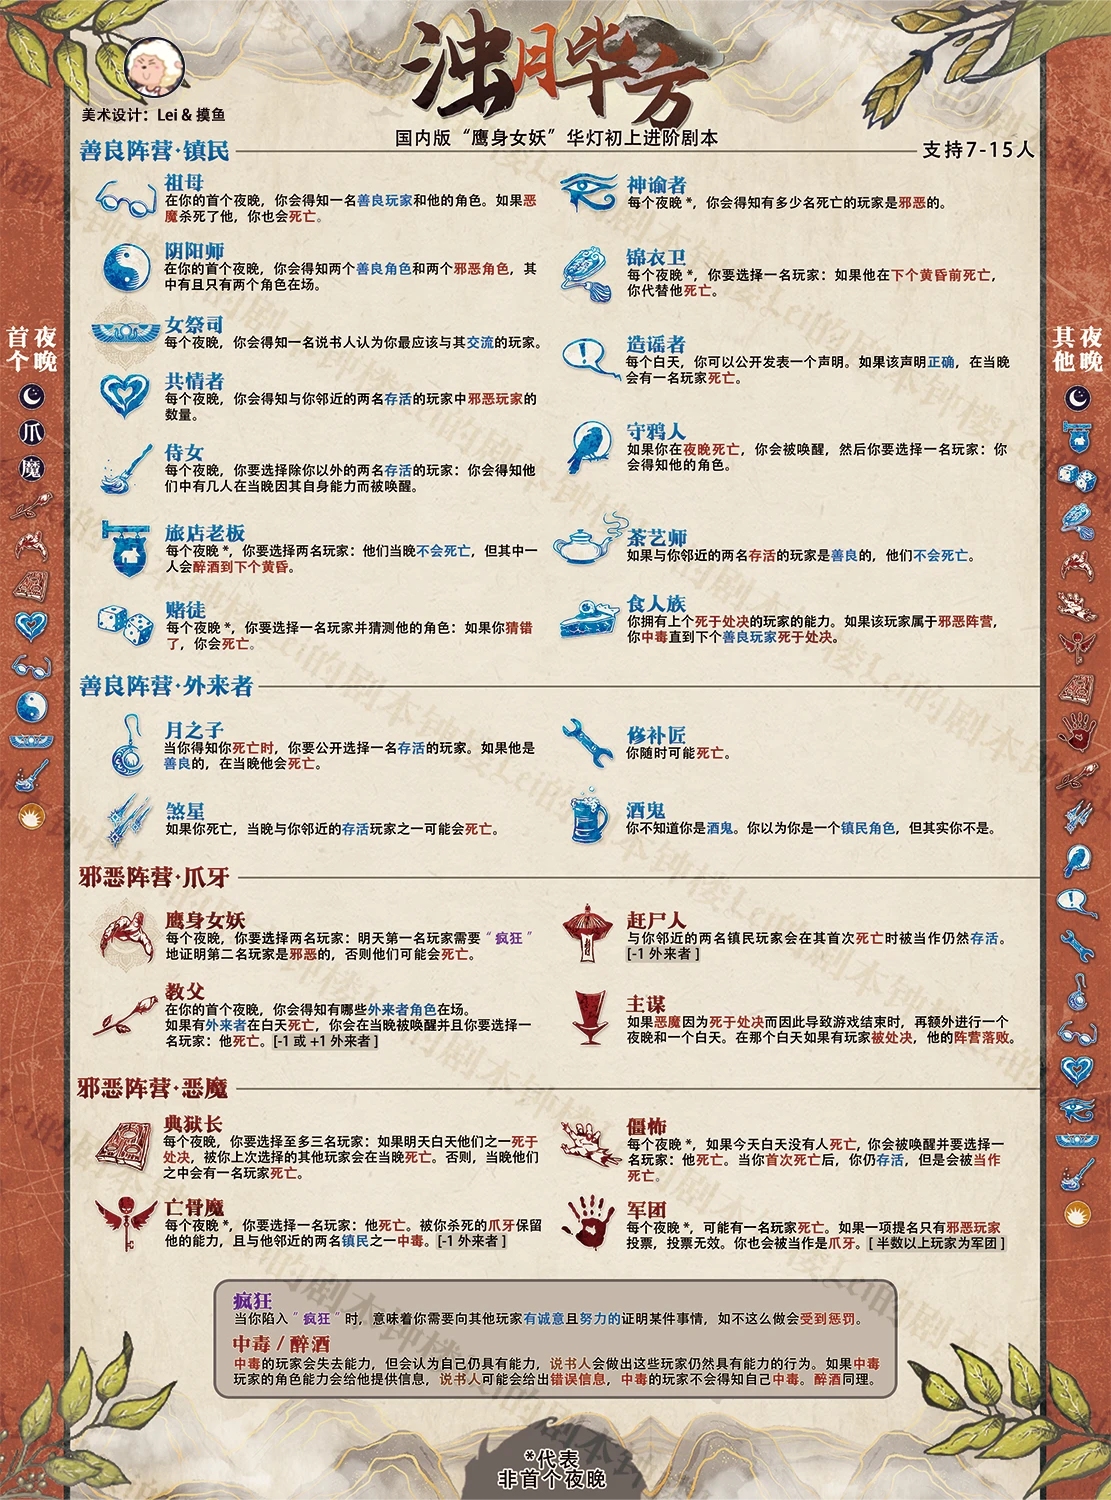 浊月毕方
美术设计：Lei & 摸鱼
国内版“鹰身女妖”华灯初上进阶剧本
善良阵营·镇民
支持7-15人
祖母
在你的首个夜晚，你会得知一名善良玩家和他的角色。如果恶
魔杀死了他，你也会死亡。
阴阳师
在你的首个夜晚，你会得知两个善良角色和两个邪恶角色，其
中有且只有两个角色在场。
女祭司
每个夜晚，你会得知一名说书人认为你最应该与其交流的玩家。
共情者
每个夜晚，你会得知与你邻近的两名存活的玩家中邪恶玩家的
数量。
侍女
每个夜晚，你要选择除你以外的两名存活的玩家：你会得知他
们中有几人在当晚因其自身能力而被唤醒。
旅店老板
每个夜晚 *，你要选择两名玩家：他们当晚不会死亡，但其中一
人会醉酒到下个黄昏。
赌徒
每个夜晚 *，你要选择一名玩家并猜测他的角色：如果你猜错
了，你会死亡。
神谕者
每个夜晚 *，你会得知有多少名死亡的玩家是邪恶的。
锦衣卫
每个夜晚 *，你要选择一名玩家：如果他在下个黄昏前死亡，
你代替他死亡。
造谣者
每个白天，你可以公开发表一个声明。如果该声明正确，在当晚
会有一名玩家死亡。
守鸦人
如果你在夜晚死亡，你会被唤醒，然后你要选择一名玩家：你
会得知他的角色。
茶艺师
如果与你邻近的两名存活的玩家是善良的，他们不会死亡。
食人族
你拥有上个死于处决的玩家的能力。如果该玩家属于邪恶阵营，
你中毒直到下个善良玩家死于处决。
善良阵营·外来者
月之子
当你得知你死亡时，你要公开选择一名存活的玩家。如果他是
善良的，在当晚他会死亡。
煞星
如果你死亡，当晚与你邻近的存活玩家之一可能会死亡。
修补匠
你随时可能死亡。
酒鬼
你不知道你是酒鬼。你以为你是一个镇民角色，但其实你不是。
邪恶阵营·爪牙
鹰身女妖
每个夜晚，你要选择两名玩家：明天第一名玩家需要“疯狂”
地证明第二名玩家是邪恶的，否则他们可能会死亡。
教父
在你的首个夜晚，你会得知有哪些外来者角色在场。
如果有外来者在白天死亡，你会在当晚被唤醒并且你要选择一
名玩家：他死亡。[-1 或 +1 外来者]
赶尸人
与你邻近的两名镇民玩家会在其首次死亡时被当作仍然存活。
[-1 外来者]
主谋
如果恶魔因为死于处决而因此导致游戏结束时，再额外进行一个
夜晚和一个白天。在那个白天如果有玩家被处决，他的阵营落败。
邪恶阵营·恶魔
典狱长
每个夜晚，你要选择至多三名玩家：如果明天白天他们之一死于
处决，被你上次选择的其他玩家会在当晚死亡。否则，当晚他们
之中会有一名玩家死亡。
亡骨魔
每个夜晚 *，你要选择一名玩家：他死亡。被你杀死的爪牙保留
他的能力，且与他邻近的两名镇民之一中毒。[-1 外来者]
僵怖
每个夜晚 *，如果今天白天没有人死亡, 你会被唤醒并要选择一
名玩家：他死亡。当你首次死亡后，你仍存活，但是会被当作
死亡。
军团
每个夜晚 *，可能有一名玩家死亡。如果一项提名只有邪恶玩家
投票，投票无效。你也会被当作是爪牙。[ 半数以上玩家为军团 ]
疯狂
当你陷入“疯狂”时，意味着你需要向其他玩家有诚意且努力的证明某件事情，如不这么做会受到惩罚。
中毒 / 醉酒
中毒的玩家会失去能力，但会认为自己仍具有能力，说书人会做出这些玩家仍然具有能力的行为。如果中毒
玩家的角色能力会给他提供信息，说书人可能会给出错误信息，中毒的玩家不会得知自己中毒。醉酒同理。
*代表
非首个夜晚
首个夜晚
爪
魔
其他夜晚